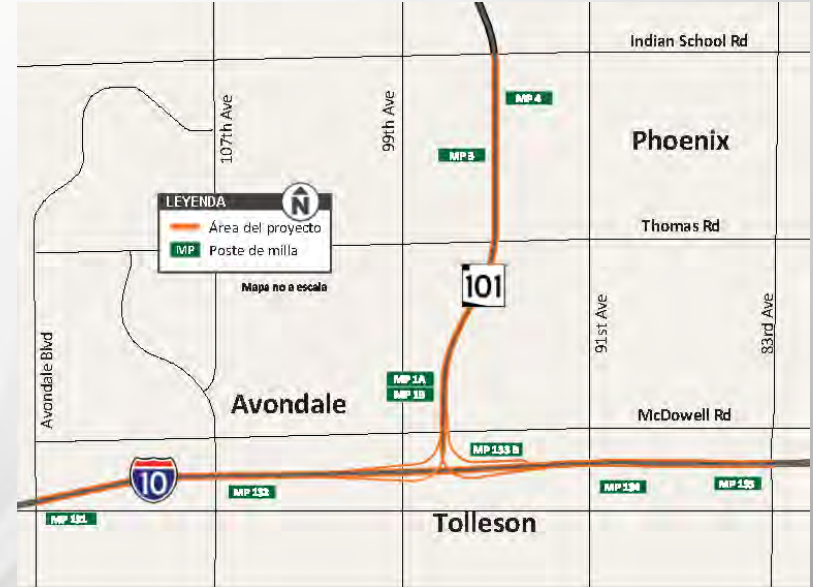 Indian School Rd
MP 4
107th Ave
99th Ave
Phoenix
MP 3
LEYENDA
N
Área del proyecto
MP Poste de milla
Thomas Rd
Mapa no a escala
101
Avondale Blvd
91st Ave
83rd Ave
MP 1A
MP 1B
Avondale
McDowell Rd
MP 133 B
10
MP 132
MP 134
MP 135
MP 131
Tolleson